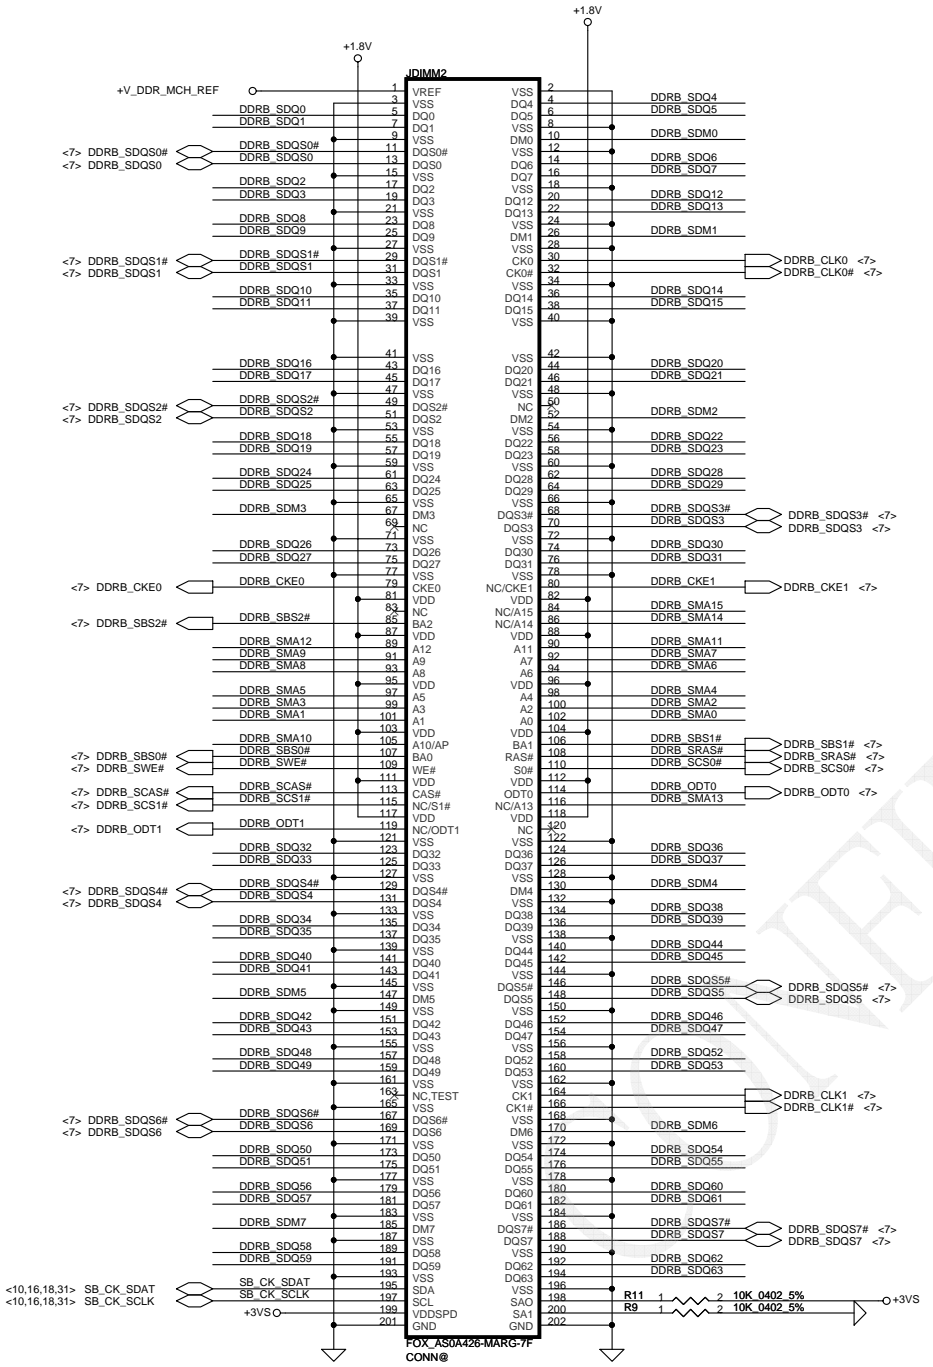 +1.8V
+1.8V
JDIMM2
+V_DDR_MCH_REF 1 VREF VSS 2
3 VSS DQ4 4 DDRB_SDQ4
DDRB_SDQ0 5 DQ0 DQ5 6 DDRB_SDQ5
DDRB_SDQ1 7 DQ1 VSS 8
9 VSS DM0 10 DDRB_SDM0
<7> DDRB_SDQS0# DDRB_SDQS0# 11 DQS0# VSS 12
<7> DDRB_SDQS0 DDRB_SDQS0 13 DQS0 DQ6 14 DDRB_SDQ6
15 VSS DQ7 16 DDRB_SDQ7
DDRB_SDQ2 17 DQ2 VSS 18
DDRB_SDQ3 19 DQ3 DQ12 20 DDRB_SDQ12
21 VSS DQ13 22 DDRB_SDQ13
DDRB_SDQ8 23 DQ8 VSS 24
DDRB_SDQ9 25 DQ9 DM1 26 DDRB_SDM1
27 VSS VSS 28
<7> DDRB_SDQS1# DDRB_SDQS1# 29 DQS1# CK0 30 DDRB_CLK0 <7>
<7> DDRB_SDQS1 DDRB_SDQS1 31 DQS1 CK0# 32 DDRB_CLK0# <7>
33 VSS VSS 34
DDRB_SDQ10 35 DQ10 DQ14 36 DDRB_SDQ14
DDRB_SDQ11 37 DQ11 DQ15 38 DDRB_SDQ15
39 VSS VSS 40
41 VSS VSS 42
DDRB_SDQ16 43 DQ16 DQ20 44 DDRB_SDQ20
DDRB_SDQ17 45 DQ17 DQ21 46 DDRB_SDQ21
47 VSS VSS 48
<7> DDRB_SDQS2# DDRB_SDQS2# 49 DQS2# NC 50
<7> DDRB_SDQS2 DDRB_SDQS2 51 DQS2 DM2 52 DDRB_SDM2
53 VSS VSS 54
DDRB_SDQ18 55 DQ18 DQ22 56 DDRB_SDQ22
DDRB_SDQ19 57 DQ19 DQ23 58 DDRB_SDQ23
59 VSS VSS 60
DDRB_SDQ24 61 DQ24 DQ28 62 DDRB_SDQ28
DDRB_SDQ25 63 DQ25 DQ29 64 DDRB_SDQ29
65 VSS VSS 66
DDRB_SDM3 67 DM3 DQS3# 68 DDRB_SDQS3# DDRB_SDQS3# <7>
69 NC DQS3 70 DDRB_SDQS3 DDRB_SDQS3 <7>
71 VSS VSS 72
DDRB_SDQ26 73 DQ26 DQ30 74 DDRB_SDQ30
DDRB_SDQ27 75 DQ27 DQ31 76 DDRB_SDQ31
77 VSS VSS 78
<7> DDRB_CKE0 DDRB_CKE0 79 CKE0 NC/CKE1 80 DDRB_CKE1 DDRB_CKE1 <7>
81 VDD VDD 82
83 NC NC/A15 84 DDRB_SMA15
<7> DDRB_SBS2# DDRB_SBS2# 85 BA2 NC/A14 86 DDRB_SMA14
87 VDD VDD 88
DDRB_SMA12 89 A12 A11 90 DDRB_SMA11
DDRB_SMA9 91 A9 A7 92 DDRB_SMA7
DDRB_SMA8 93 A8 A6 94 DDRB_SMA6
95 VDD VDD 96
DDRB_SMA5 97 A5 A4 98 DDRB_SMA4
DDRB_SMA3 99 A3 A2 100 DDRB_SMA2
DDRB_SMA1 101 A1 A0 102 DDRB_SMA0
103 VDD VDD 104
DDRB_SMA10 105 A10/AP BA1 106 DDRB_SBS1# DDRB_SBS1# <7>
<7> DDRB_SBS0# DDRB_SBS0# 107 BA0 RAS# 108 DDRB_SRAS# DDRB_SRAS# <7>
<7> DDRB_SWE# DDRB_SWE# 109 WE# S0# 110 DDRB_SCS0# DDRB_SCS0# <7>
111 VDD VDD 112
<7> DDRB_SCAS# DDRB_SCAS# 113 CAS# ODT0 114 DDRB_ODT0 DDRB_ODT0 <7>
<7> DDRB_SCS1# DDRB_SCS1# 115 NC/S1# NC/A13 116 DDRB_SMA13
117 VDD VDD 118
<7> DDRB_ODT1 DDRB_ODT1 119 NC/ODT1 NC 120
121 VSS VSS 122
DDRB_SDQ32 123 DQ32 DQ36 124 DDRB_SDQ36
DDRB_SDQ33 125 DQ33 DQ37 126 DDRB_SDQ37
127 VSS VSS 128
<7> DDRB_SDQS4# DDRB_SDQS4# 129 DQS4# DM4 130 DDRB_SDM4
<7> DDRB_SDQS4 DDRB_SDQS4 131 DQS4 VSS 132
133 VSS DQ38 134 DDRB_SDQ38
DDRB_SDQ34 135 DQ34 DQ39 136 DDRB_SDQ39
DDRB_SDQ35 137 DQ35 VSS 138
139 VSS DQ44 140 DDRB_SDQ44
DDRB_SDQ40 141 DQ40 DQ45 142 DDRB_SDQ45
DDRB_SDQ41 143 DQ41 VSS 144
145 VSS DQS5# 146 DDRB_SDQS5# DDRB_SDQS5# <7>
DDRB_SDM5 147 DM5 DQS5 148 DDRB_SDQS5 DDRB_SDQS5 <7>
149 VSS VSS 150
DDRB_SDQ42 151 DQ42 DQ46 152 DDRB_SDQ46
DDRB_SDQ43 153 DQ43 DQ47 154 DDRB_SDQ47
155 VSS VSS 156
DDRB_SDQ48 157 DQ48 DQ52 158 DDRB_SDQ52
DDRB_SDQ49 159 DQ49 DQ53 160 DDRB_SDQ53
161 VSS VSS 162
163 NC,TEST CK1 164 DDRB_CLK1 <7>
165 VSS CK1# 166 DDRB_CLK1# <7>
<7> DDRB_SDQS6# DDRB_SDQS6# 167 DQS6# VSS 168
<7> DDRB_SDQS6 DDRB_SDQS6 169 DQS6 DM6 170 DDRB_SDM6
171 VSS VSS 172
DDRB_SDQ50 173 DQ50 DQ54 174 DDRB_SDQ54
DDRB_SDQ51 175 DQ51 DQ55 176 DDRB_SDQ55
177 VSS VSS 178
DDRB_SDQ56 179 DQ56 DQ60 180 DDRB_SDQ60
DDRB_SDQ57 181 DQ57 DQ61 182 DDRB_SDQ61
183 VSS VSS 184
DDRB_SDM7 185 DM7 DQS7# 186 DDRB_SDQS7# DDRB_SDQS7# <7>
187 VSS DQS7 188 DDRB_SDQS7 DDRB_SDQS7 <7>
DDRB_SDQ58 189 DQ58 VSS 190
DDRB_SDQ59 191 DQ59 DQ62 192 DDRB_SDQ62
193 VSS DQ63 194 DDRB_SDQ63
<10,16,18,31> SB_CK_SDAT SB_CK_SDAT 195 SDA VSS 196
<10,16,18,31> SB_CK_SCLK SB_CK_SCLK 197 SCL SAO 198 R11 1 2 10K_0402_5% +3VS
+3VS 199 VDDSPD SA1 200 R9 1 2 10K_0402_5%
201 GND GND 202
FOX_AS0A426-MARG-7F
CONN@